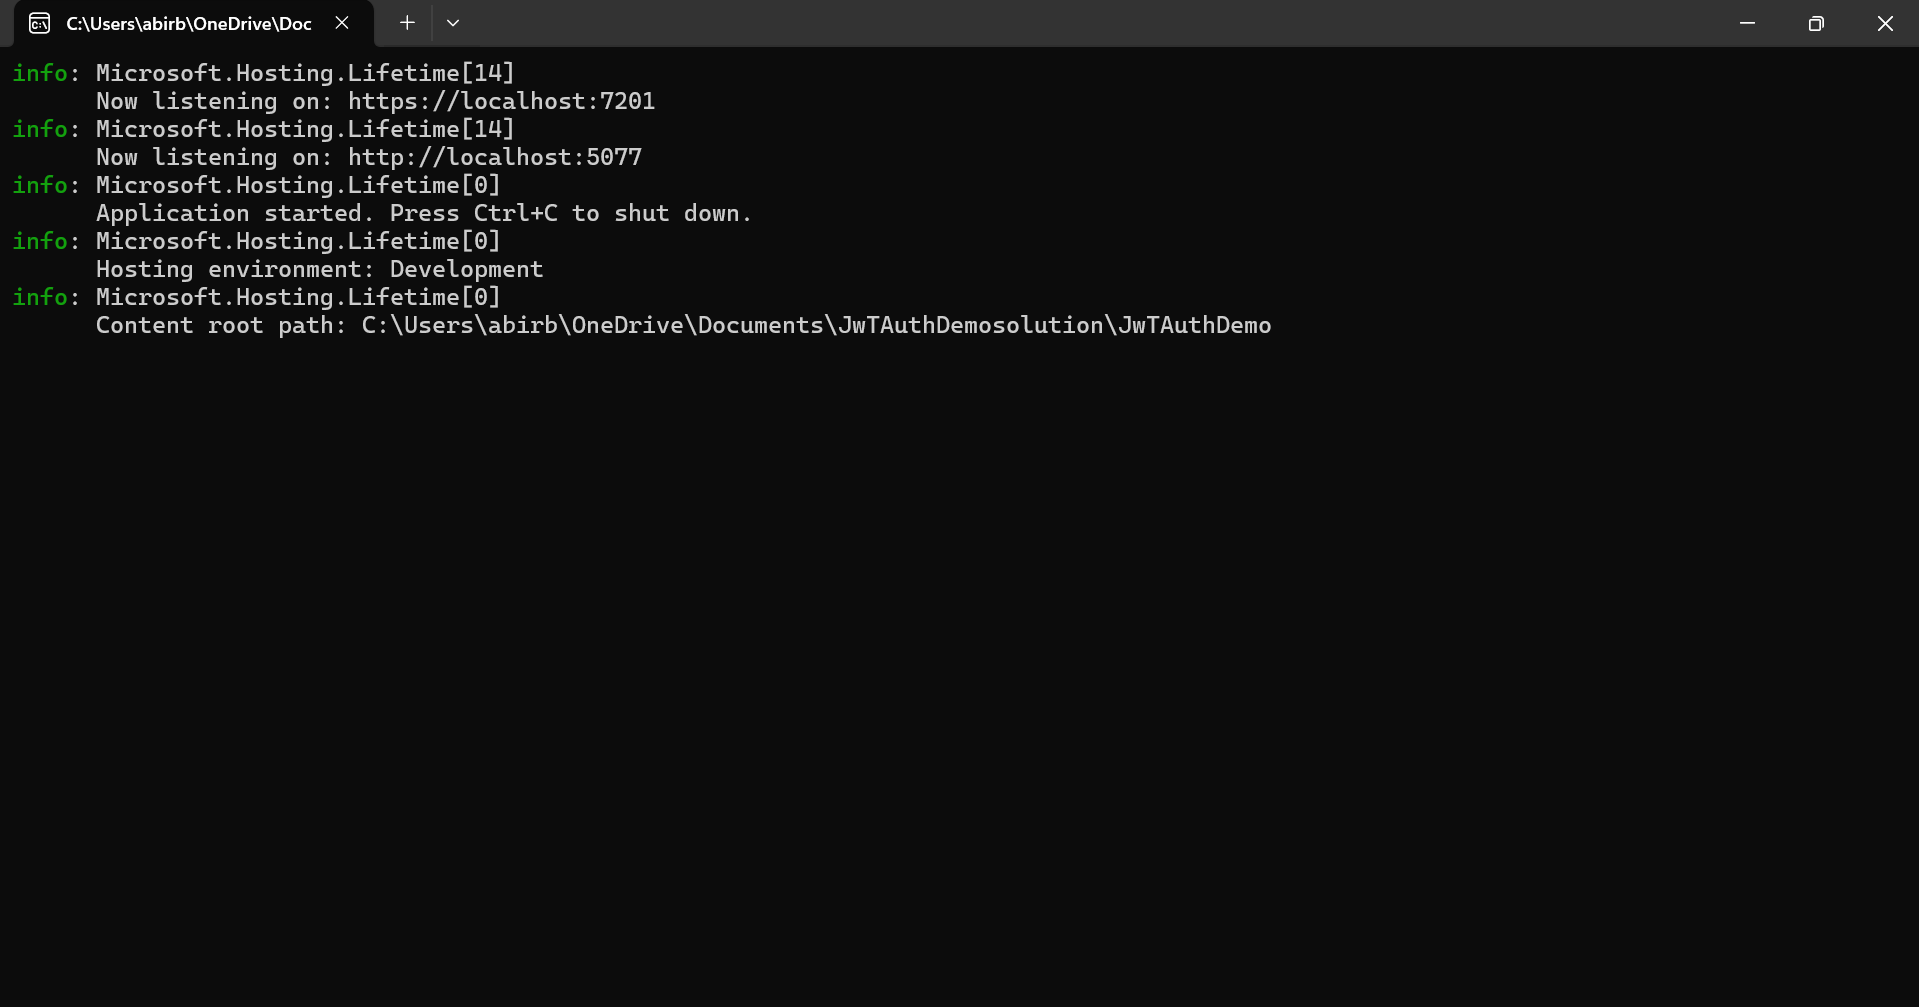 C:\Users\abirb\OneDrive\Doc
info: Microsoft.Hosting.Lifetime[14]
      Now listening on: https://localhost:7201
info: Microsoft.Hosting.Lifetime[14]
      Now listening on: http://localhost:5077
info: Microsoft.Hosting.Lifetime[0]
      Application started. Press Ctrl+C to shut down.
info: Microsoft.Hosting.Lifetime[0]
      Hosting environment: Development
info: Microsoft.Hosting.Lifetime[0]
      Content root path: C:\Users\abirb\OneDrive\Documents\JwTAuthDemosolution\JwTAuthDemo